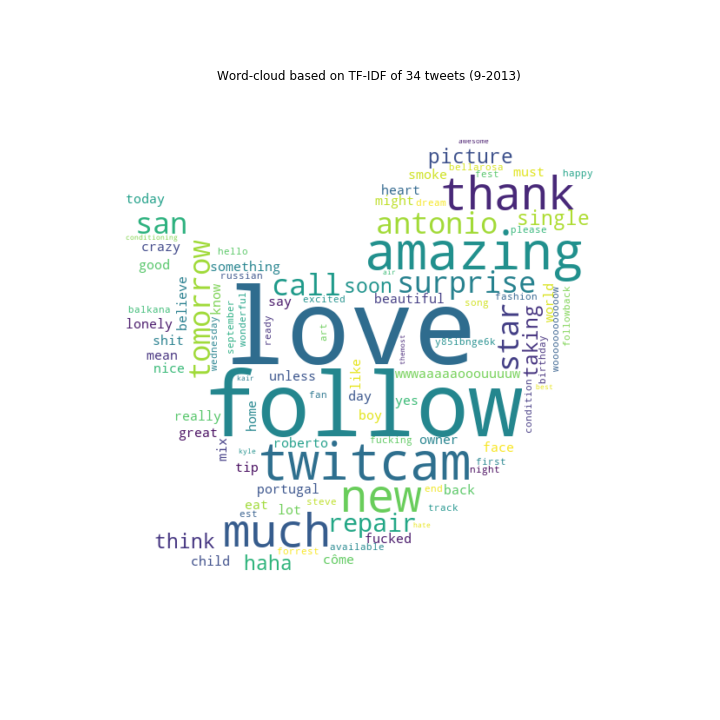 Word-cloud based on TF-IDF of 34 tweets (9-2013)
awesome
picture
bellarosa
smoke
fest
must
happy
heart
thank
might
dream
today
san
antonio
single
please
conditioning
crazy
hello
amazing
good
something
russian
air
call
soon
surprise
tomorrow
believe
know
september
wonderful
wednesday
love
say
excited
beautiful
song
fashion
world
wooooooooooow
followback
balkana
lonely
shit
mean
nice
ready
art
themost
y85ibnge6k
star
taking
birthday
unless
like
wwwaaaaaooouuuuw
kair
follow
fan
day
boy
yes
condition
really
great
home
mix
roberto
fucking
owner
face
kyle
tip
twitcam
first
night
portugal
new
end
back
eat
steve
lot
track
est
much
repair
think
fucked
forrest
available
child
haha
côme